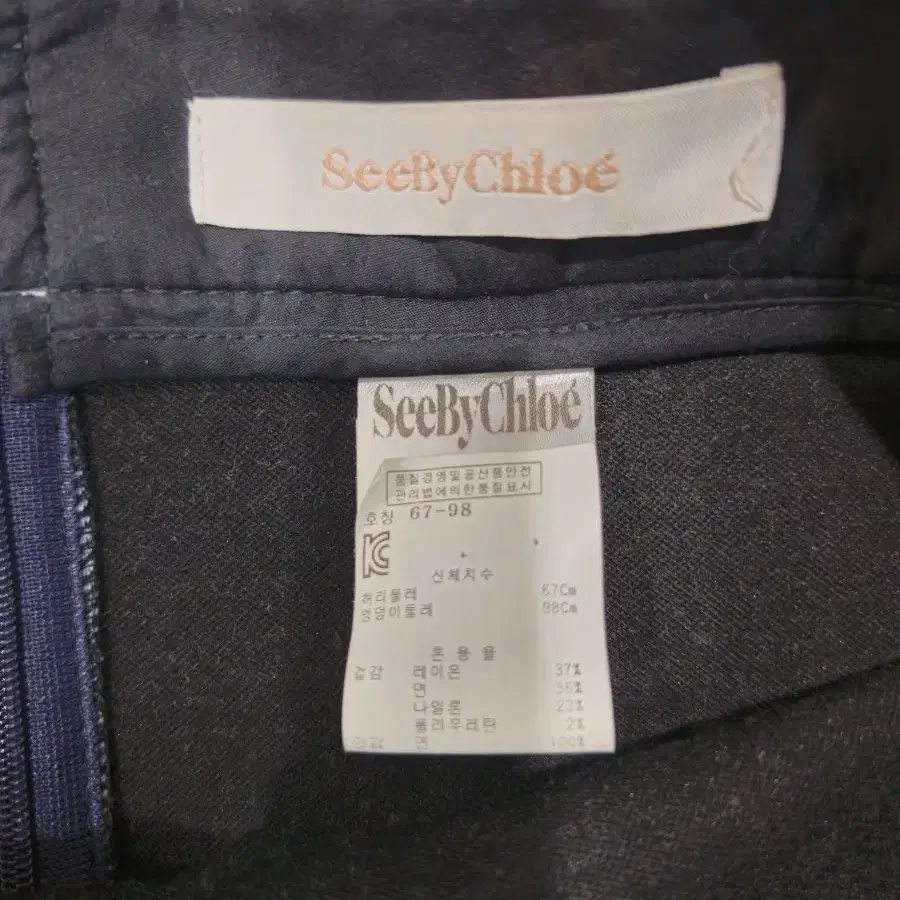 SeeByChloé
SeeByChloé
품질경영및공산품안전
관리법에의한품질표시
호칭 67-98
신체치수
허리둘레 67Cm
엉덩이둘레 98Cm
혼 용 율
겉감 레이온 37%
면 36%
나일론 23%
폴리우레탄 2%
면 100%